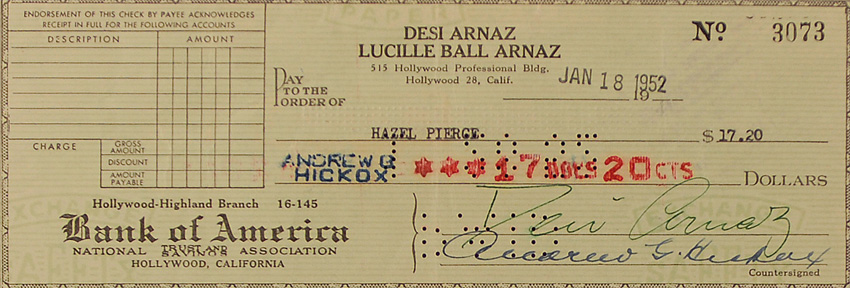 ENDORSEMENT OF THIS CHECK BY PAYEE ACKNOWLEDGES
RECEIPT IN FULL FOR THE FOLLOWING ACCOUNTS
DESCRIPTION AMOUNT
CHARGE
GROSS AMOUNT
DISCOUNT
AMOUNT PAYABLE
DESI ARNAZ
LUCILLE BALL ARNAZ
515 Hollywood Professional Bldg.
Hollywood 28, Calif.
No 3073
JAN 18 1952
19
PAY
TO THE
ORDER OF
HAZEL PIERCE $17.20
ANDREW G HICKOX ***17 DOLS 20 CTS DOLLARS
Hollywood-Highland Branch 16-145
Bank of America
NATIONAL TRUST AND SAVINGS ASSOCIATION
HOLLYWOOD, CALIFORNIA
Desi Arnaz
Andrew G. Hickox
Countersigned